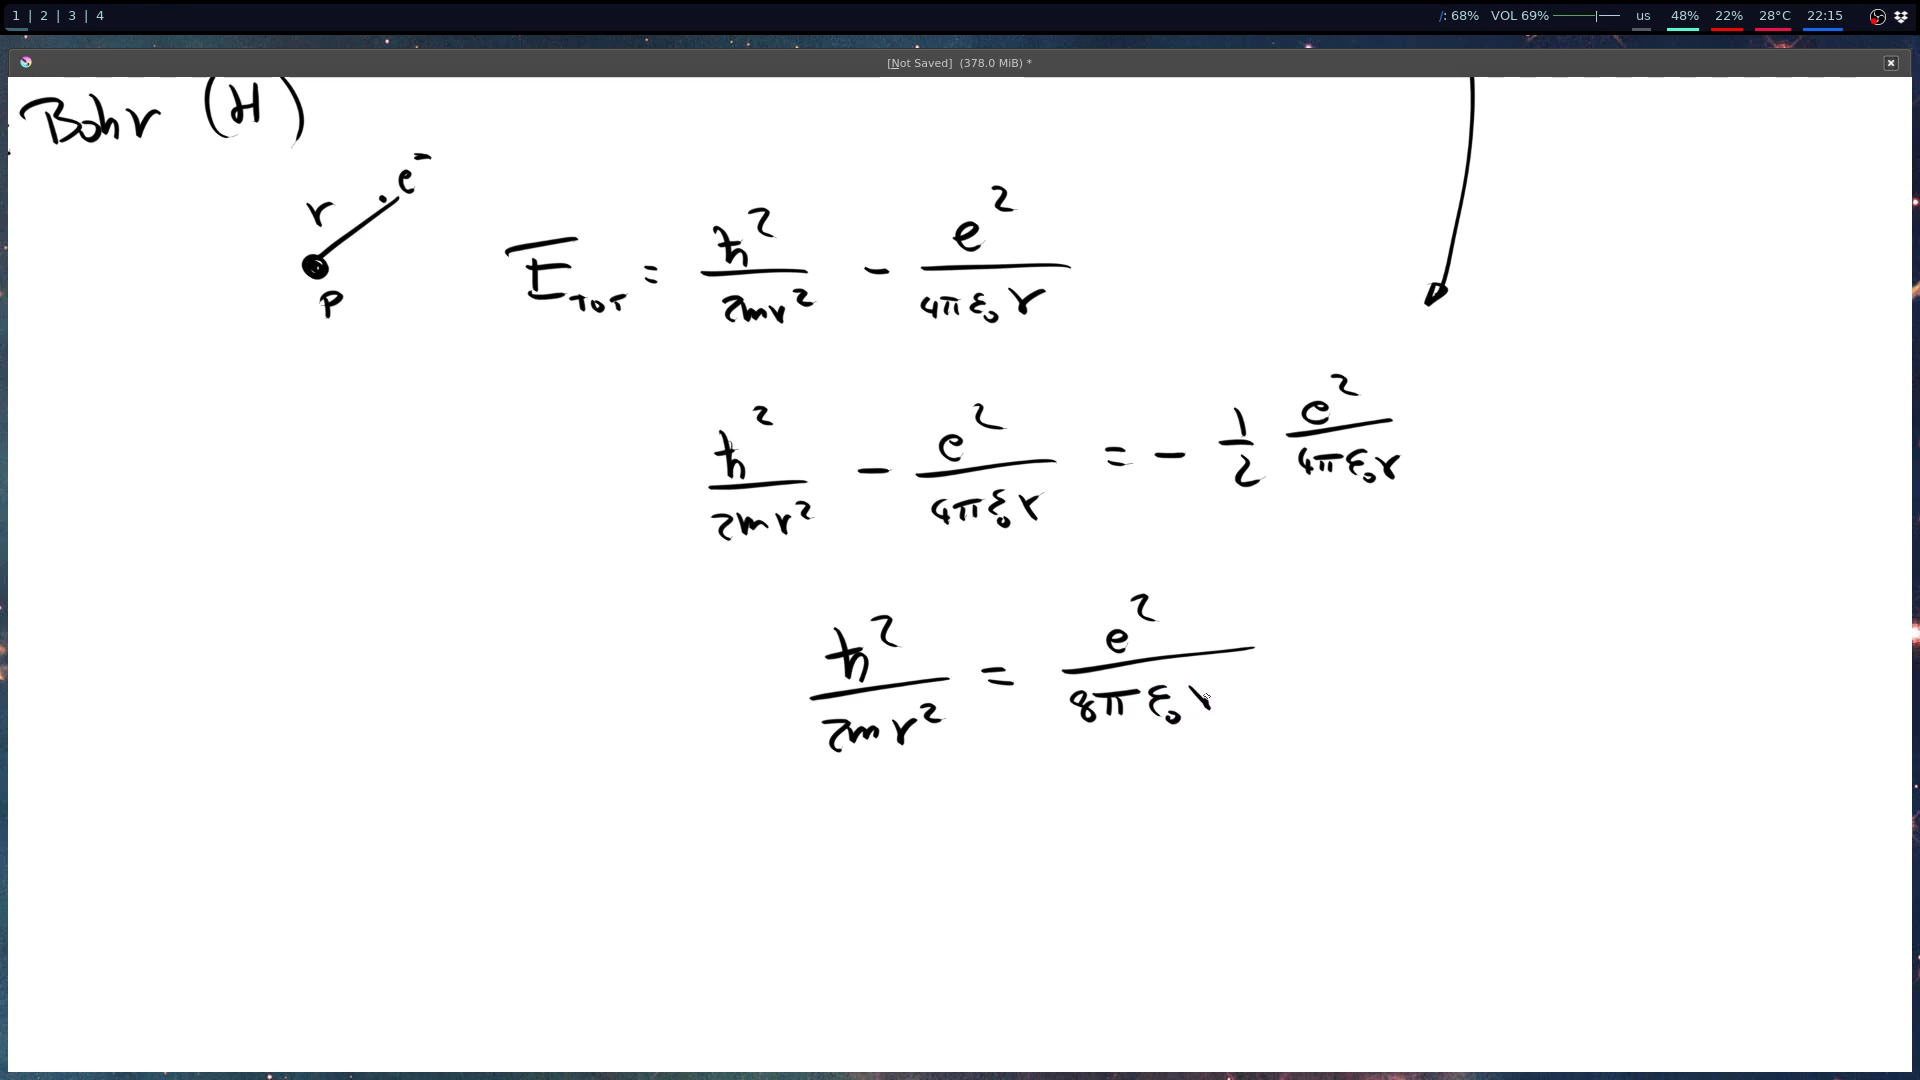 1 | 2 | 3 | 4 /: 68% VOL 69% us 48% 22% 28°C 22:15
[Not Saved] (378.0 MiB) *
Bohr (H)
e⁻
r
p
E_TOT = ħ²/2mr² - e²/4πε₀r
ħ²/2mr² - e²/4πε₀r = - 1/2 e²/4πε₀r
ħ²/2mr² = e²/8πε₀r